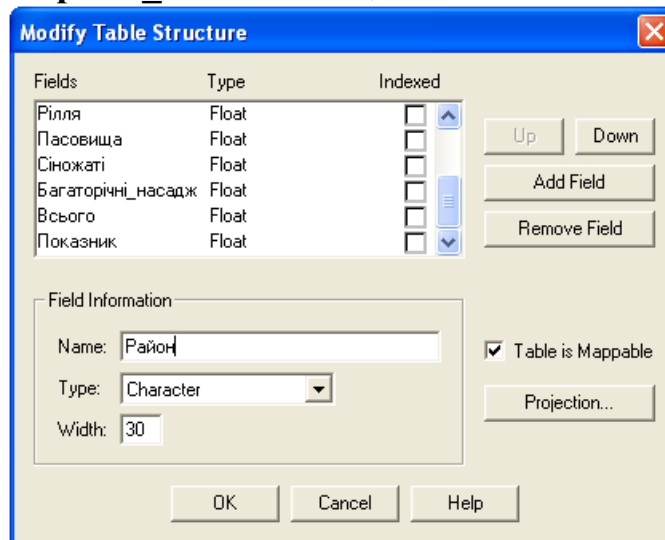 Modify Table Structure
Fields Type Indexed
Рілля Float
Пасовища Float
Сіножаті Float
Багаторічні_насадж Float
Всього Float
Показник Float
Up Down
Add Field
Remove Field
Field Information
Name: Район
Type: Character
Width: 30
Table is Mappable
Projection...
OK Cancel Help